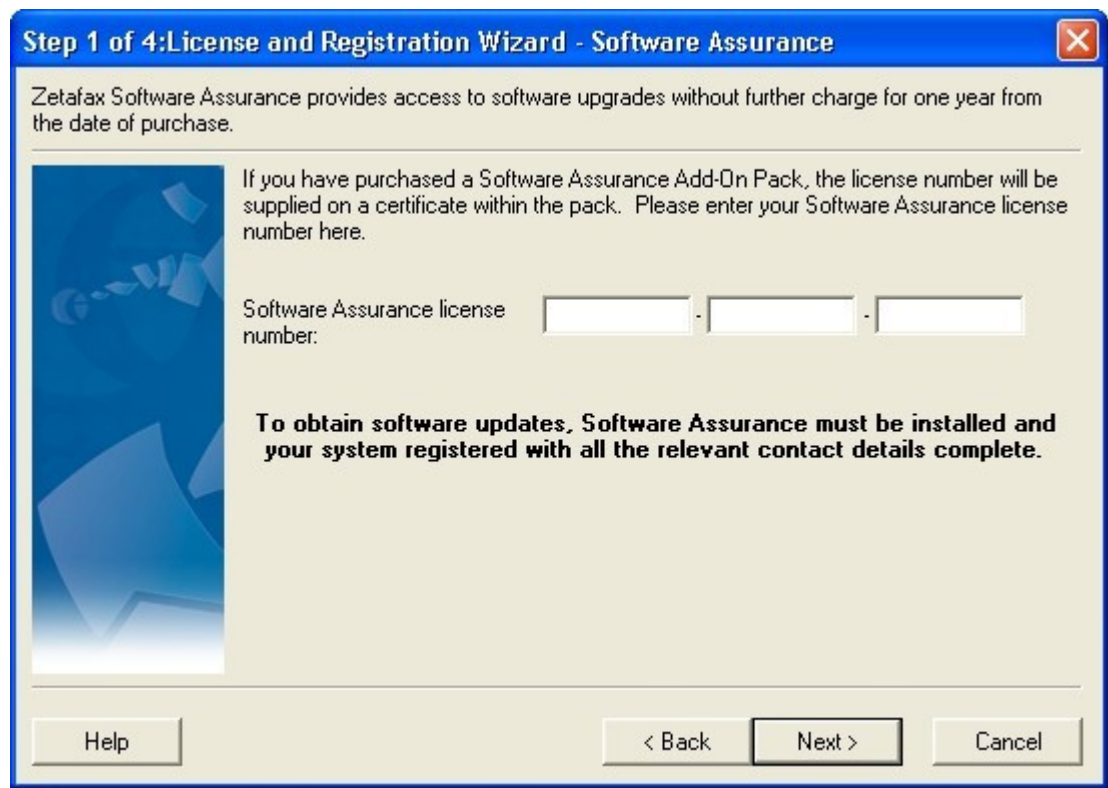 Step 1 of 4:License and Registration Wizard - Software Assurance
Zetafax Software Assurance provides access to software upgrades without further charge for one year from
the date of purchase.
If you have purchased a Software Assurance Add-On Pack, the license number will be
supplied on a certificate within the pack.  Please enter your Software Assurance license
number here.
Software Assurance license
number:
- -
To obtain software updates, Software Assurance must be installed and
your system registered with all the relevant contact details complete.
Help
< Back
Next >
Cancel